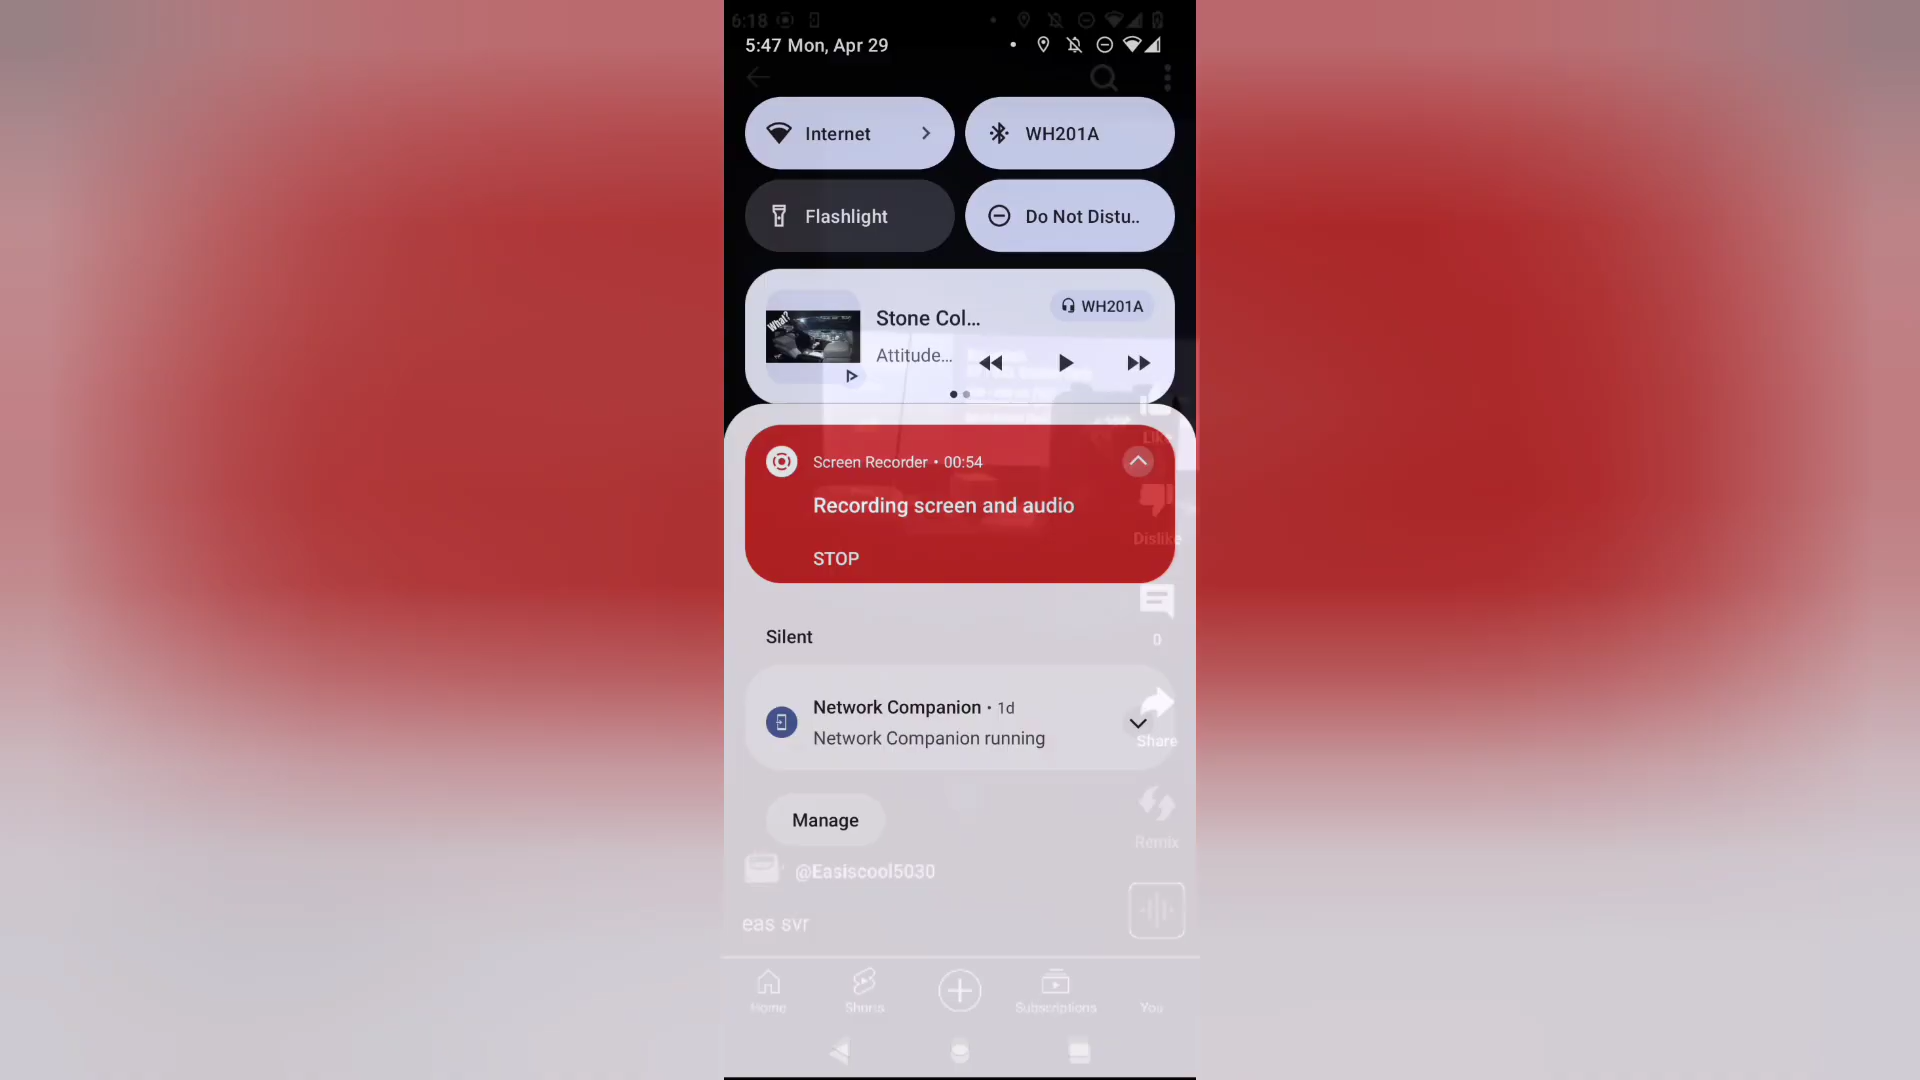 6:18
5:47 Mon, Apr 29
Internet
WH201A
Flashlight
Do Not Distu..
What?
Stone Col...
WH201A
Attitude...
Like
Screen Recorder • 00:54
Recording screen and audio
Dislike
STOP
0
Silent
Network Companion • 1d
Network Companion running
Share
Manage
Remix
@Easiscool5030
eas svr
Home
Shorts
Subscriptions
You